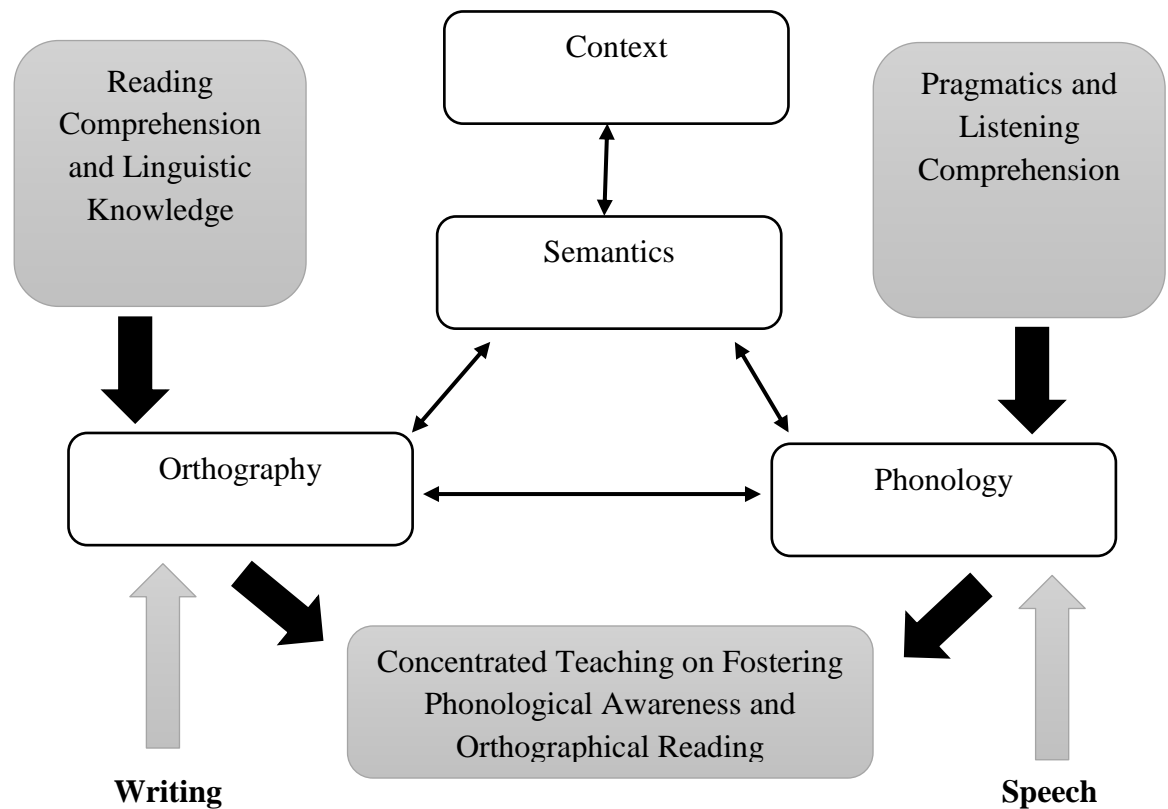 Context
Reading
Comprehension
and Linguistic
Knowledge
Pragmatics and
Listening
Comprehension
Semantics
Orthography
Phonology
Concentrated Teaching on Fostering
Phonological Awareness and
Orthographical Reading
Writing
Speech